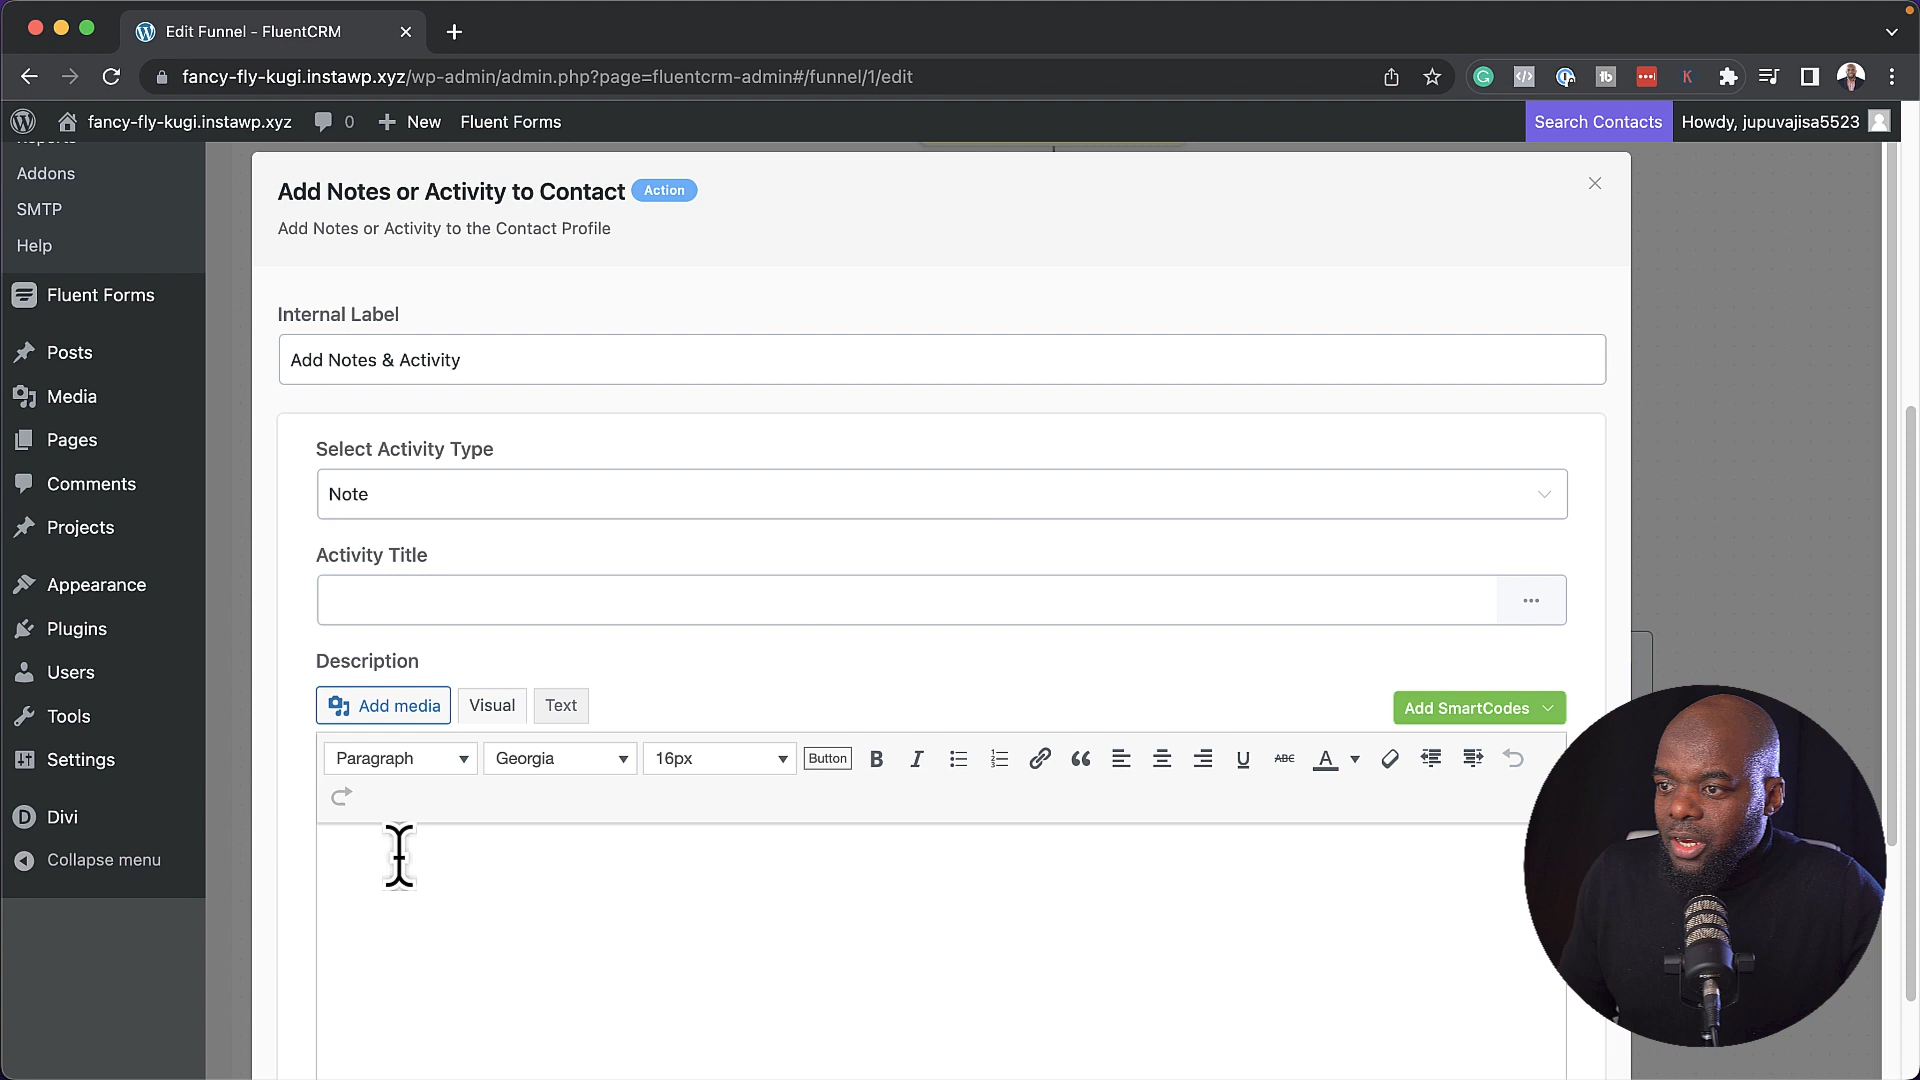 Edit Funnel - FluentCRM
fancy-fly-kugi.instawp.xyz/wp-admin/admin.php?page=fluentcrm-admin#/funnel/1/edit
fancy-fly-kugi.instawp.xyz
0
New
Fluent Forms
Search Contacts
Howdy, jupuvajisa5523
Reports
Addons
SMTP
Help
Fluent Forms
Posts
Media
Pages
Comments
Projects
Appearance
Plugins
Users
Tools
Settings
Divi
Collapse menu
Add Notes or Activity to Contact Action
Add Notes or Activity to the Contact Profile
Internal Label
Add Notes & Activity
Select Activity Type
Note
Activity Title
Description
Add media
Visual
Text
Add SmartCodes
Paragraph
Georgia
16px
Button
B
I
U
ABC
A